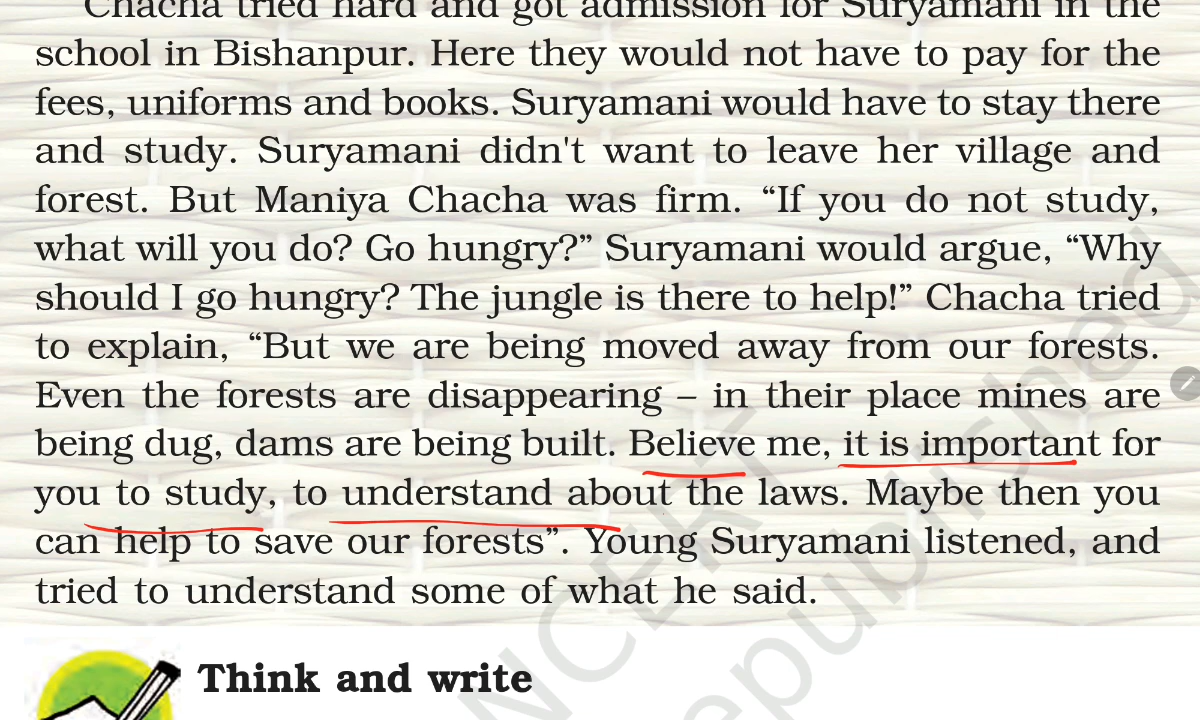 Chacha tried hard and got admission for Suryamani in the
school in Bishanpur. Here they would not have to pay for the
fees, uniforms and books. Suryamani would have to stay there
and study. Suryamani didn't want to leave her village and
forest. But Maniya Chacha was firm. “If you do not study,
what will you do? Go hungry?” Suryamani would argue, “Why
should I go hungry? The jungle is there to help!” Chacha tried
to explain, “But we are being moved away from our forests.
Even the forests are disappearing – in their place mines are
being dug, dams are being built. Believe me, it is important for
you to study, to understand about the laws. Maybe then you
can help to save our forests”. Young Suryamani listened, and
tried to understand some of what he said.
Think and write
NCERT
republished